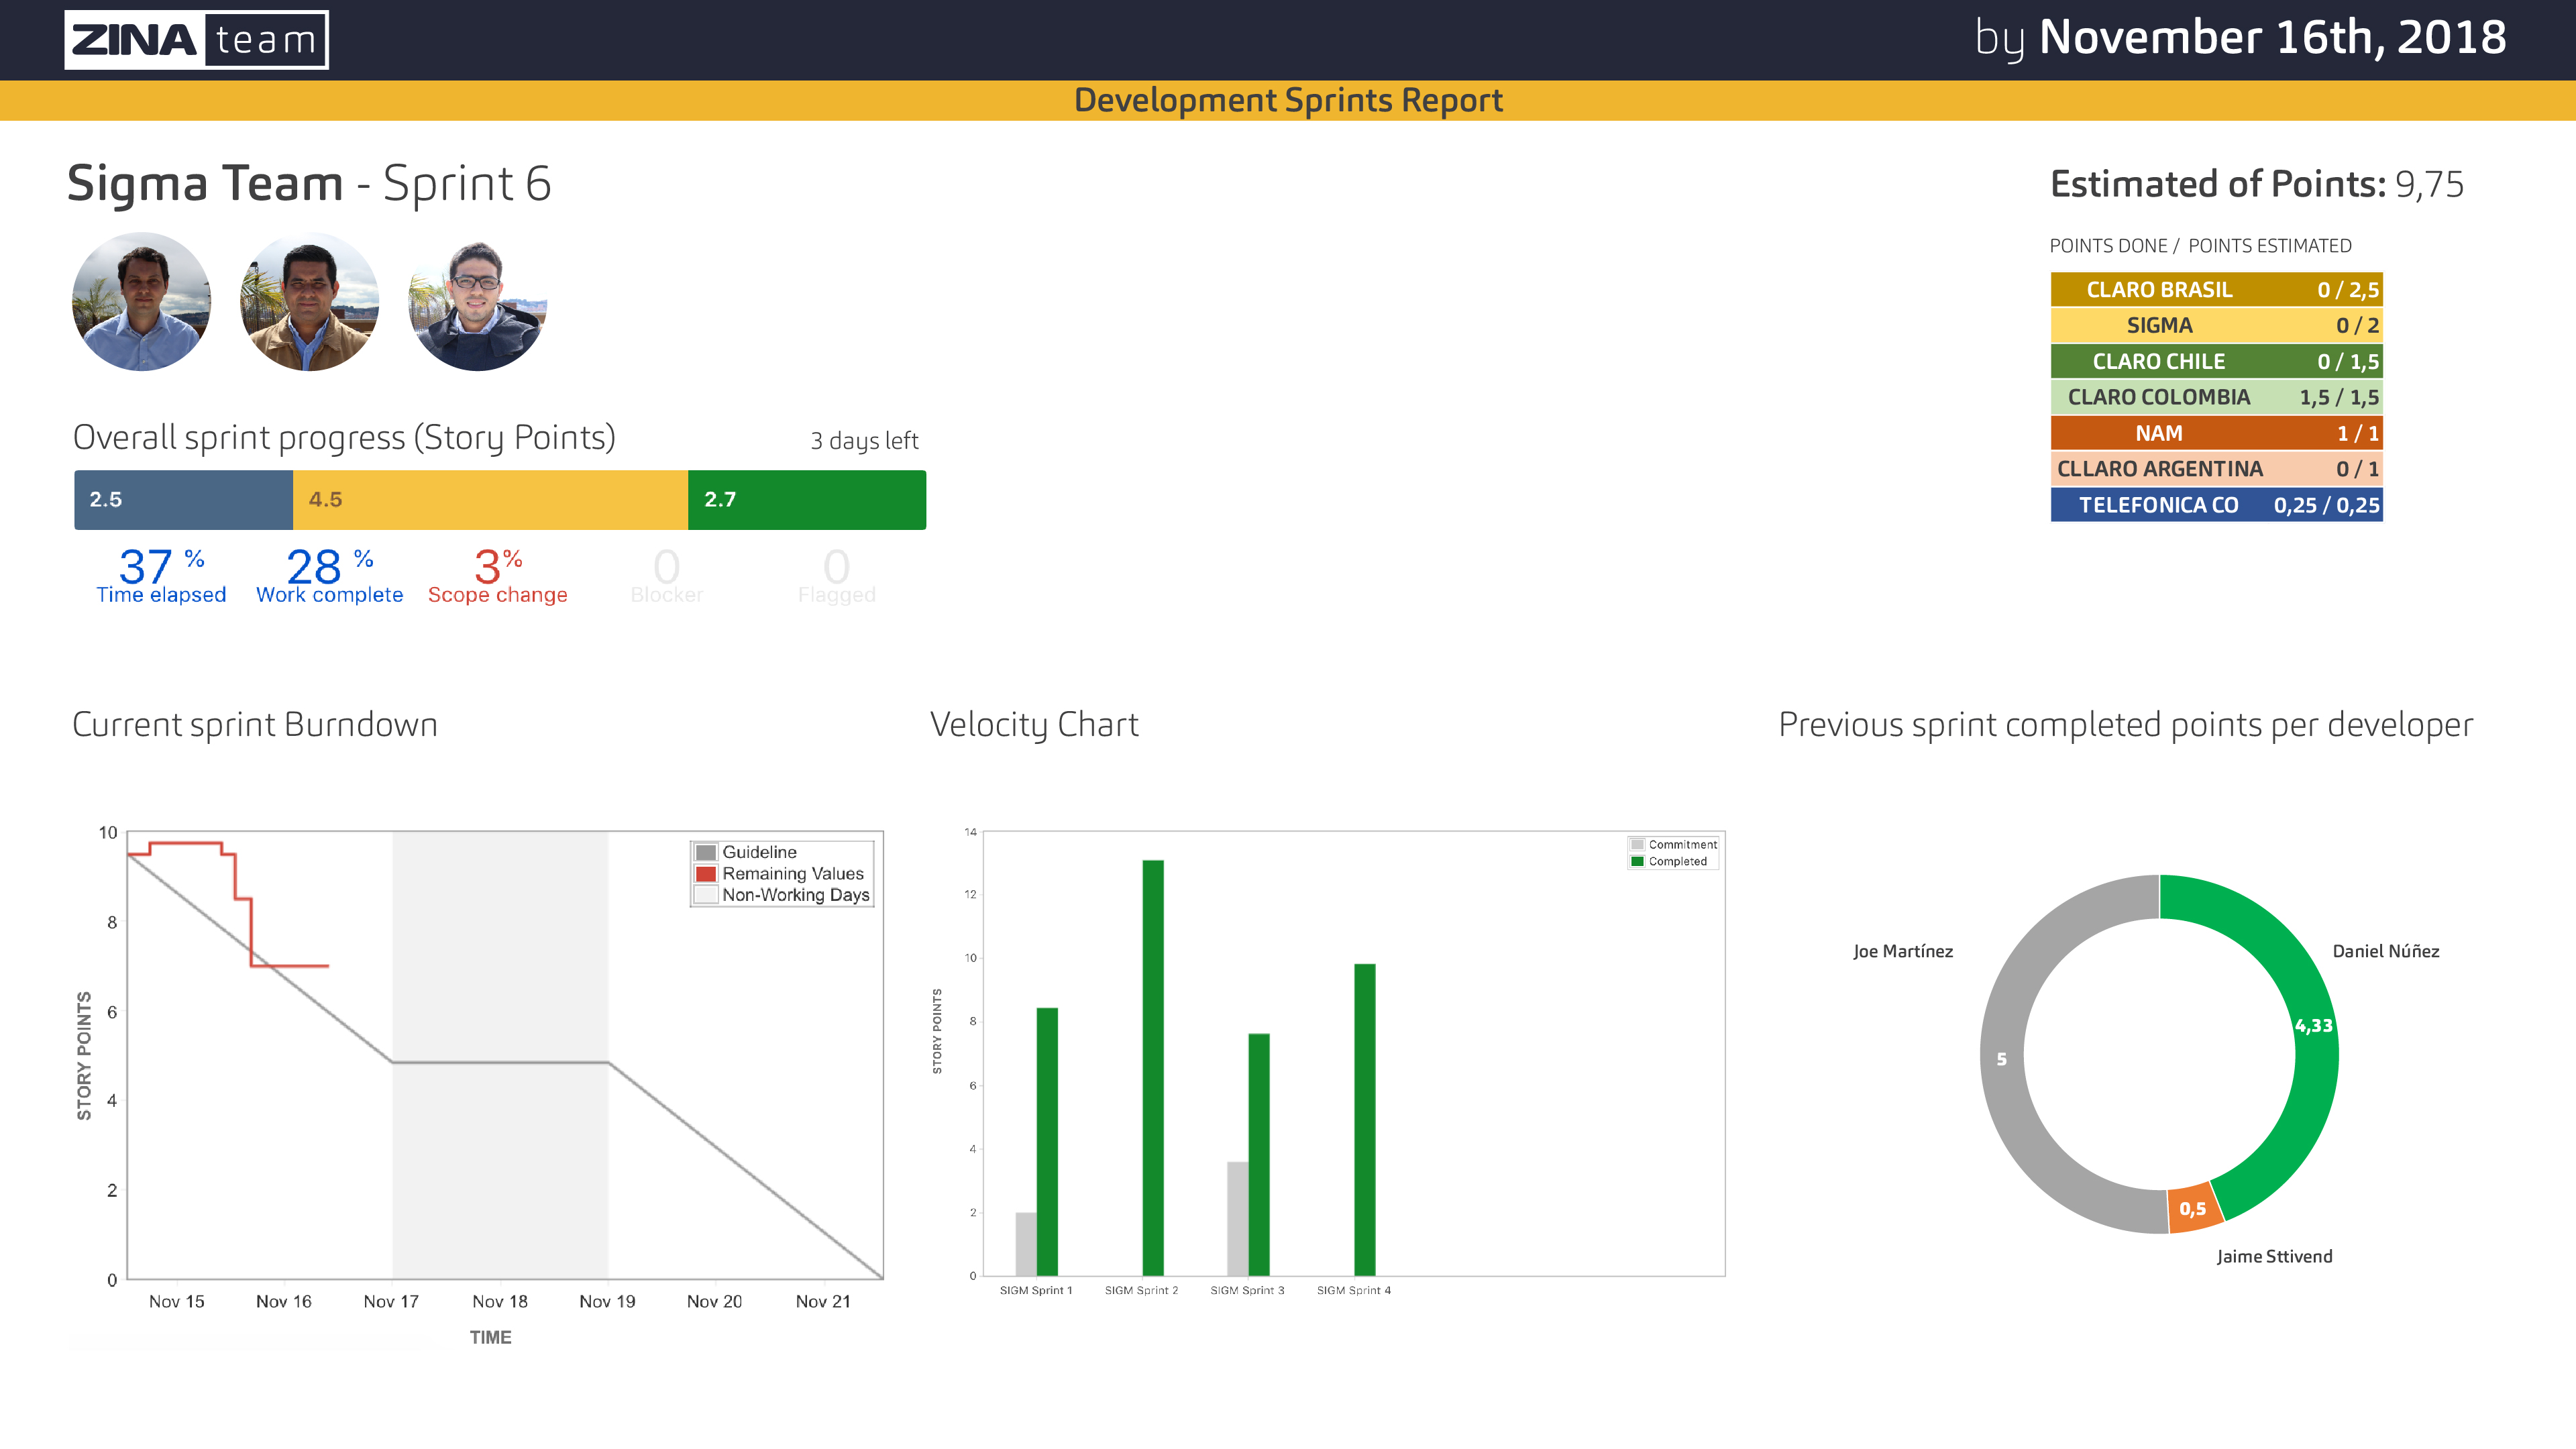 ZINA team
by November 16th, 2018
Development Sprints Report
Sigma Team - Sprint 6
Estimated of Points: 9,75
POINTS DONE / POINTS ESTIMATED
CLARO BRASIL 0 / 2,5
SIGMA 0 / 2
CLARO CHILE 0 / 1,5
CLARO COLOMBIA 1,5 / 1,5
NAM 1 / 1
CLLARO ARGENTINA 0 / 1
TELEFONICA CO 0,25 / 0,25
Overall sprint progress (Story Points)
3 days left
2.5 4.5 2.7
37 % 28 % 3% 0 0
Time elapsed Work complete Scope change Blocker Flagged
Current sprint Burndown
10
8
6
4
2
0
STORY POINTS
Guideline
Remaining Values
Non-Working Days
Nov 15 Nov 16 Nov 17 Nov 18 Nov 19 Nov 20 Nov 21
TIME
Velocity Chart
14
12
10
8
6
4
2
0
STORY POINTS
Commitment
Completed
SIGM Sprint 1 SIGM Sprint 2 SIGM Sprint 3 SIGM Sprint 4
Previous sprint completed points per developer
Joe Martínez
Daniel Núñez
4,33
5
0,5
Jaime Sttivend